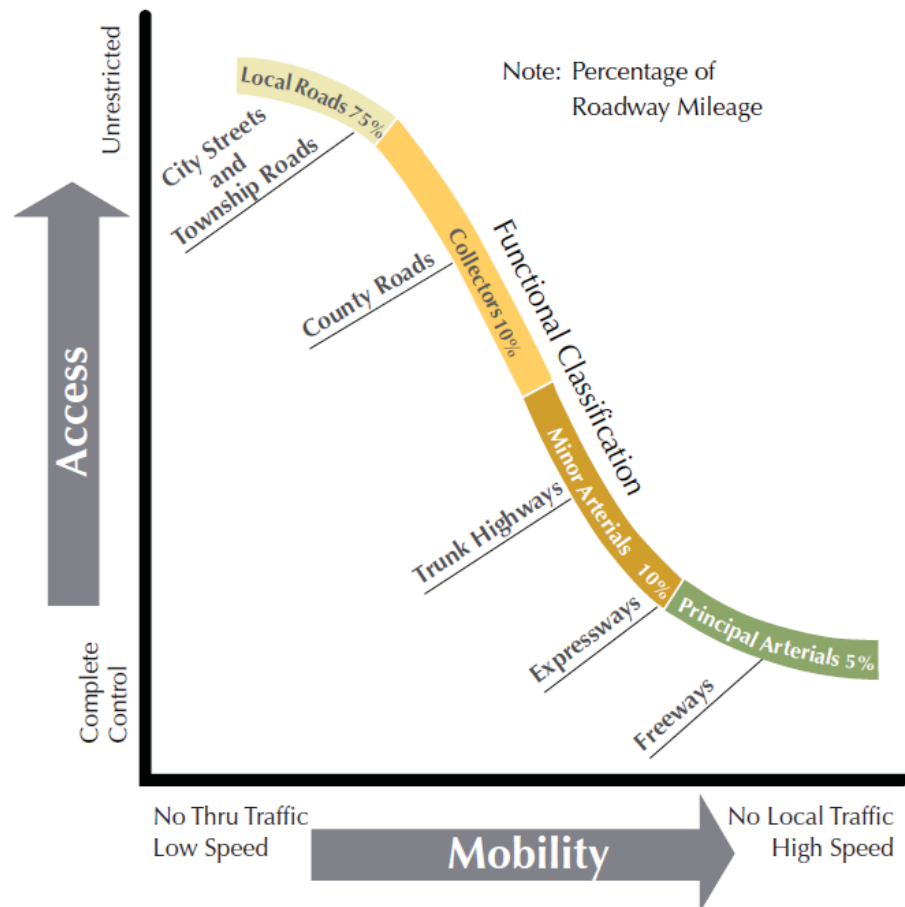 Unrestricted
Access
Complete
Control
Note: Percentage of
Roadway Mileage
Local Roads 75%
City Streets
and
Township Roads
Collectors 10%
County Roads
Functional Classification
Minor Arterials 10%
Trunk Highways
Expressways
Principal Arterials 5%
Freeways
No Thru Traffic
Low Speed
Mobility
No Local Traffic
High Speed